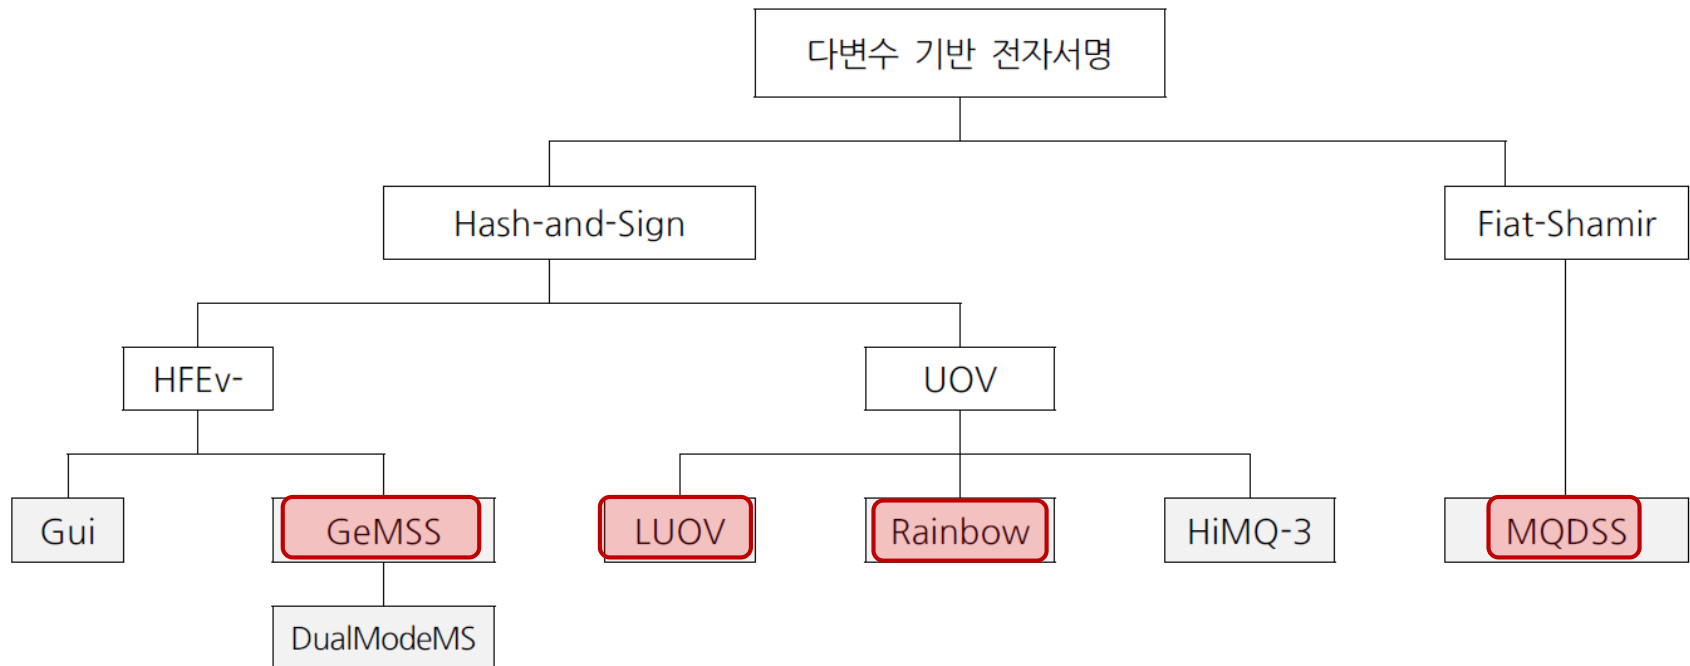 다변수 기반 전자서명
Hash-and-Sign
Fiat-Shamir
HFEv-
UOV
Gui
GeMSS
LUOV
Rainbow
HiMQ-3
MQDSS
DualModeMS